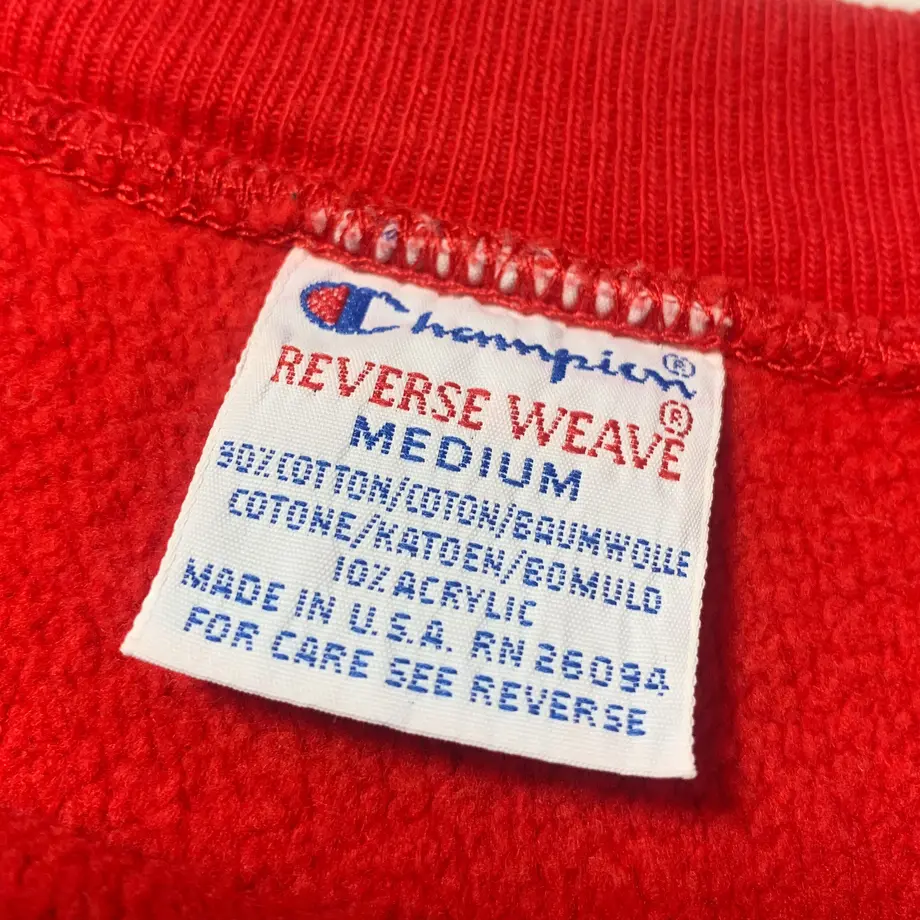 Champion®
REVERSE WEAVE®
MEDIUM
90% COTTON/COTON/BAUMWOLLE
COTONE/KATOEN/BOMULD
10% ACRYLIC
MADE IN U.S.A. RN 26094
FOR CARE SEE REVERSE